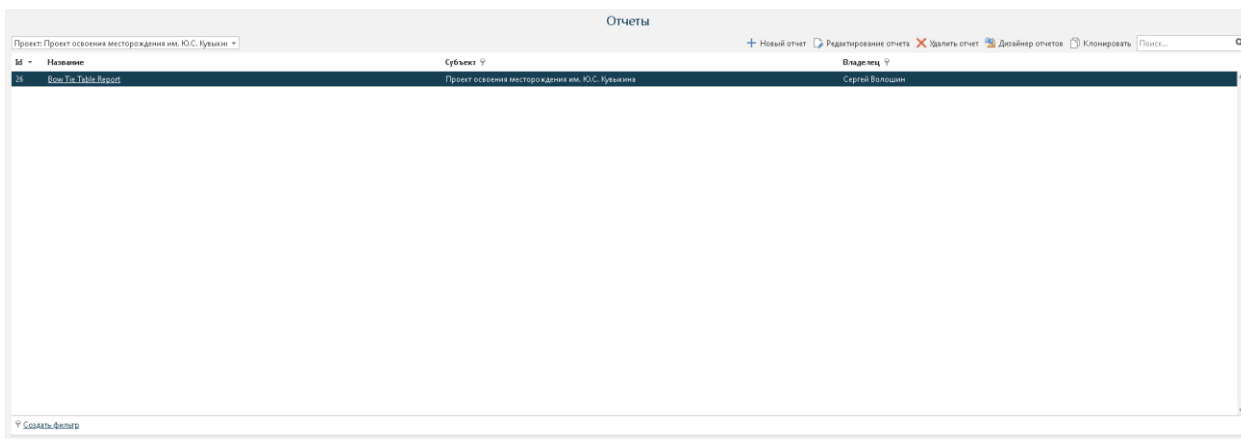 Отчеты
Проект: Проект освоения месторождения им. Ю.С. Кувыкин
Новый отчет Редактирование отчета Удалить отчет Дизайнер отчетов Клонировать Поиск...
Id Название Субъект Владелец
26 Bow Tie Table Report Проект освоения месторождения им. Ю.С. Кувыкина Сергей Волошин
Создать фильтр